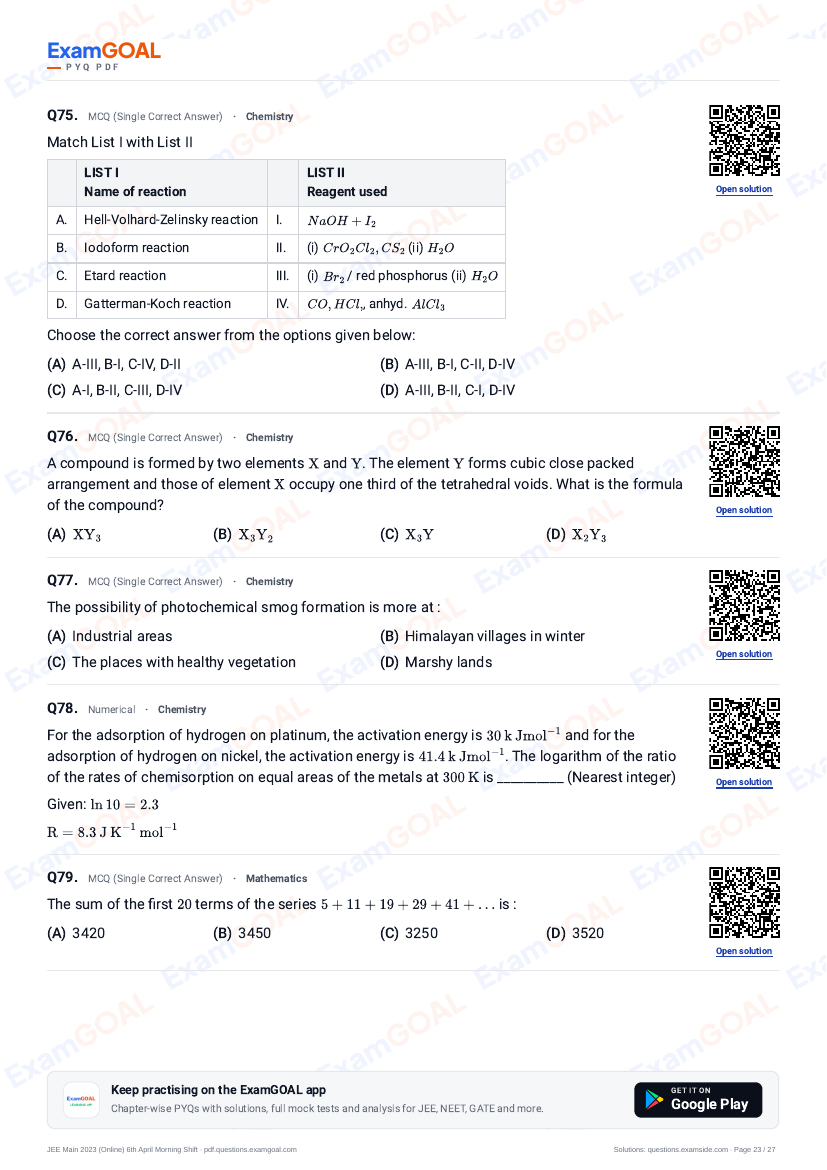 ExamGOAL
PYQ PDF
Q75. MCQ (Single Correct Answer) · Chemistry
Open solution
Match List I with List II
LIST I
Name of reaction
LIST II
Reagent used
A. Hell-Volhard-Zelinsky reaction I. NaOH + I₂
B. Iodoform reaction II. (i) CrO₂Cl₂, CS₂ (ii) H₂O
C. Etard reaction III. (i) Br₂ / red phosphorus (ii) H₂O
D. Gatterman-Koch reaction IV. CO, HCl,, anhyd. AlCl₃
Choose the correct answer from the options given below:
(A) A-III, B-I, C-IV, D-II (B) A-III, B-I, C-II, D-IV
(C) A-I, B-II, C-III, D-IV (D) A-III, B-II, C-I, D-IV
Q76. MCQ (Single Correct Answer) · Chemistry
Open solution
A compound is formed by two elements X and Y. The element Y forms cubic close packed
arrangement and those of element X occupy one third of the tetrahedral voids. What is the formula
of the compound?
(A) XY₃ (B) X₃Y₂ (C) X₃Y (D) X₂Y₃
Q77. MCQ (Single Correct Answer) · Chemistry
Open solution
The possibility of photochemical smog formation is more at :
(A) Industrial areas (B) Himalayan villages in winter
(C) The places with healthy vegetation (D) Marshy lands
Q78. Numerical · Chemistry
Open solution
For the adsorption of hydrogen on platinum, the activation energy is 30 k Jmol⁻¹ and for the
adsorption of hydrogen on nickel, the activation energy is 41.4 k Jmol⁻¹. The logarithm of the ratio
of the rates of chemisorption on equal areas of the metals at 300 K is __________ (Nearest integer)
Given: ln 10 = 2.3
R = 8.3 J K⁻¹ mol⁻¹
Q79. MCQ (Single Correct Answer) · Mathematics
Open solution
The sum of the first 20 terms of the series 5 + 11 + 19 + 29 + 41 + … is :
(A) 3420 (B) 3450 (C) 3250 (D) 3520
ExamGOAL
Keep practising on the ExamGOAL app
Chapter-wise PYQs with solutions, full mock tests and analysis for JEE, NEET, GATE and more.
GET IT ON
Google Play
JEE Main 2023 (Online) 6th April Morning Shift · pdf.questions.examgoal.com
Solutions: questions.examside.com · Page 23 / 27